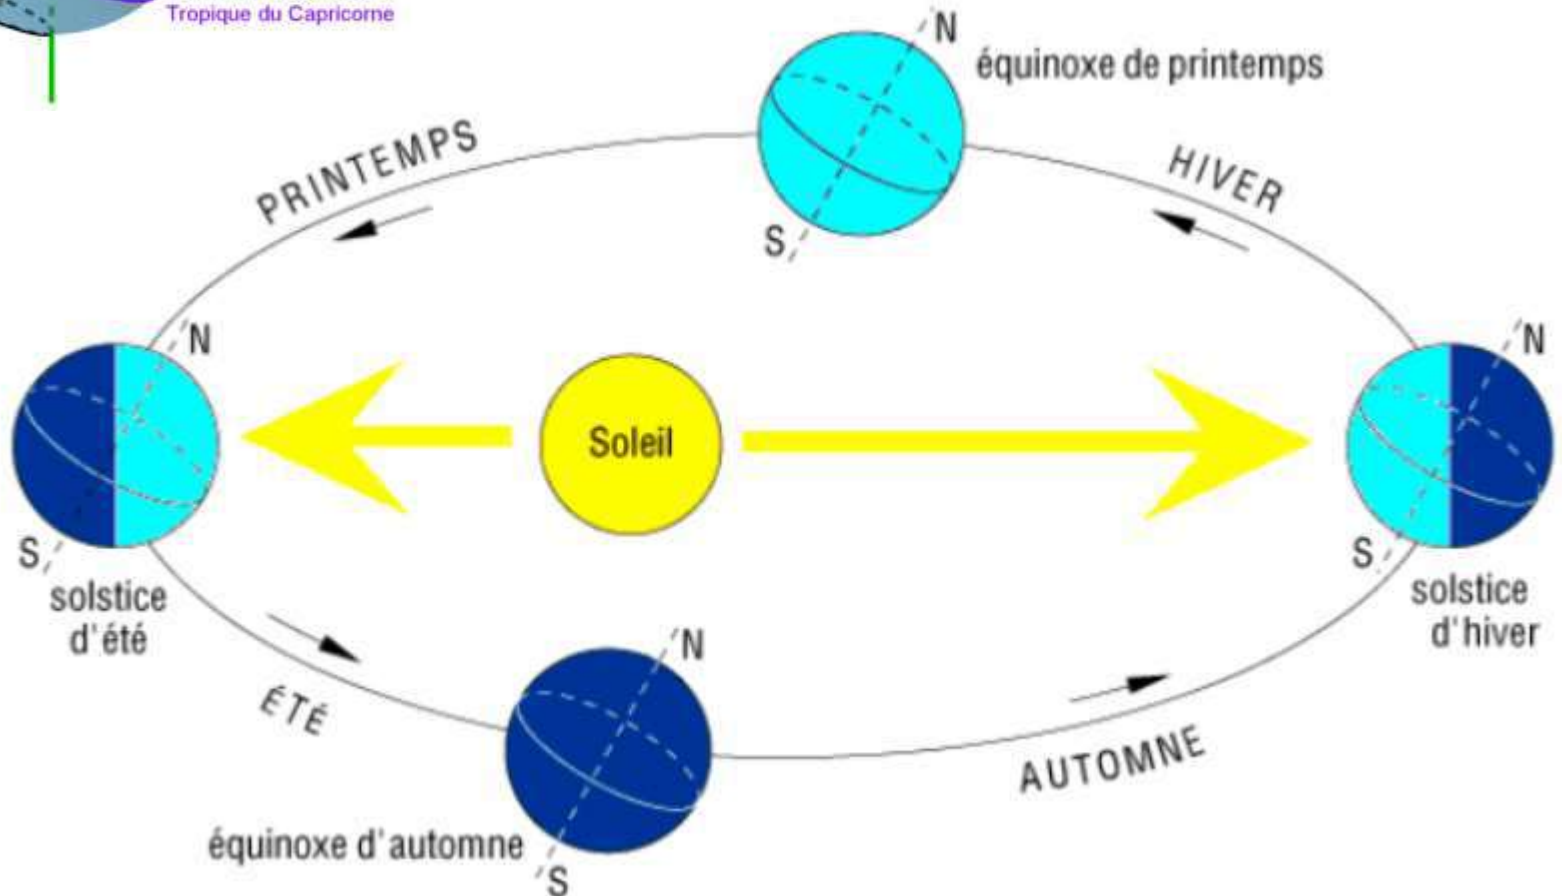 Tropique du Capricorne
N
équinoxe de printemps
PRINTEMPS
HIVER
S
N
N
Soleil
S
S
solstice
d'été
solstice
d'hiver
N
ÉTÉ
AUTOMNE
équinoxe d'automne
S